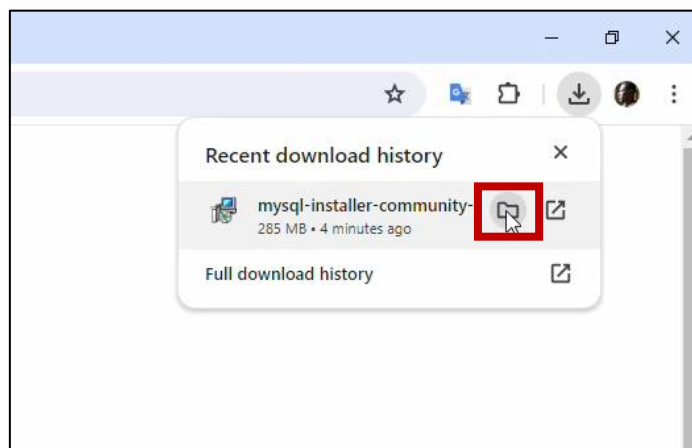 Recent download history
mysql-installer-community-
285 MB • 4 minutes ago
Full download history